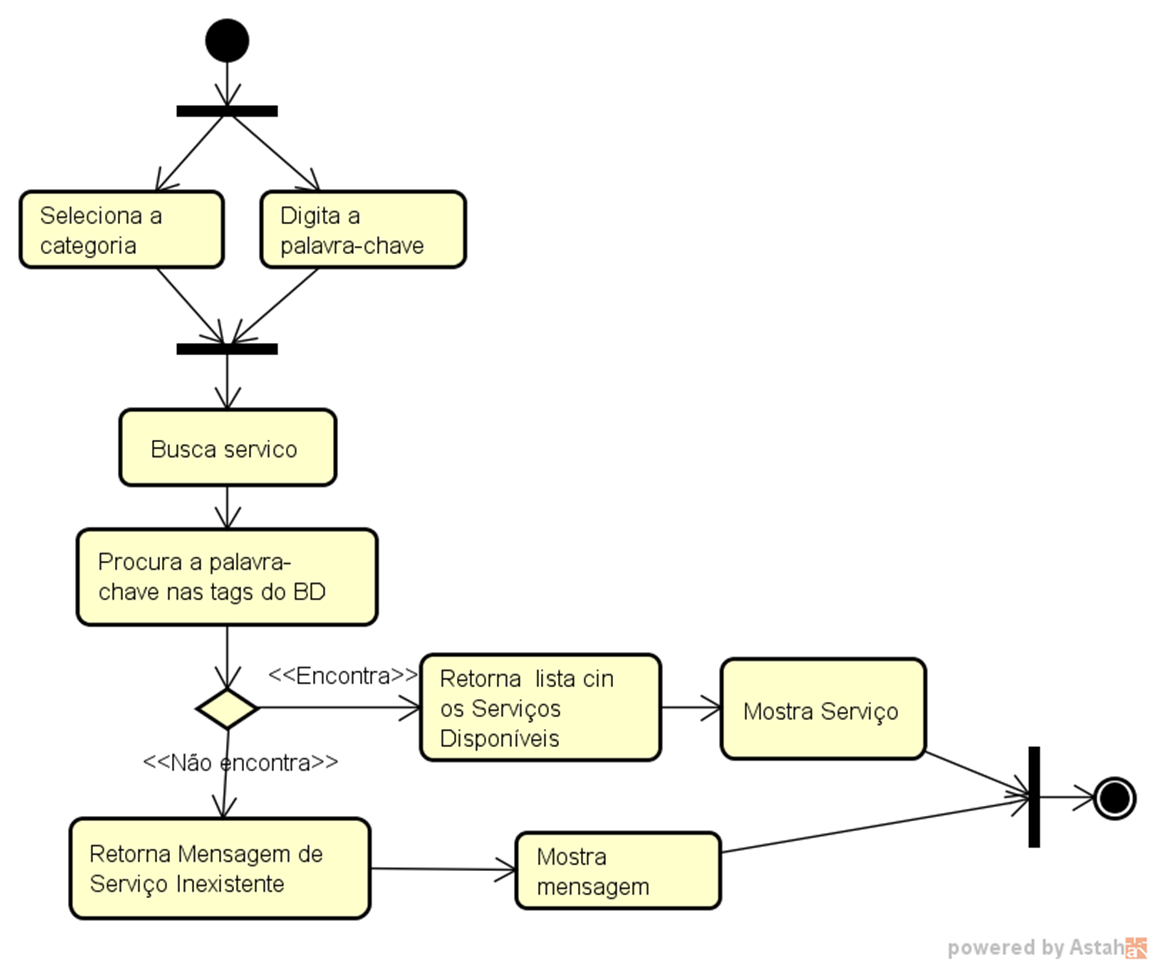 Seleciona a
categoria
Digita a
palavra-chave
Busca servico
Procura a palavra-
chave nas tags do BD
<<Encontra>>
Retorna  lista cin
os Serviços
Disponíveis
Mostra Serviço
<<Não encontra>>
Retorna Mensagem de
Serviço Inexistente
Mostra
mensagem
powered by Astah